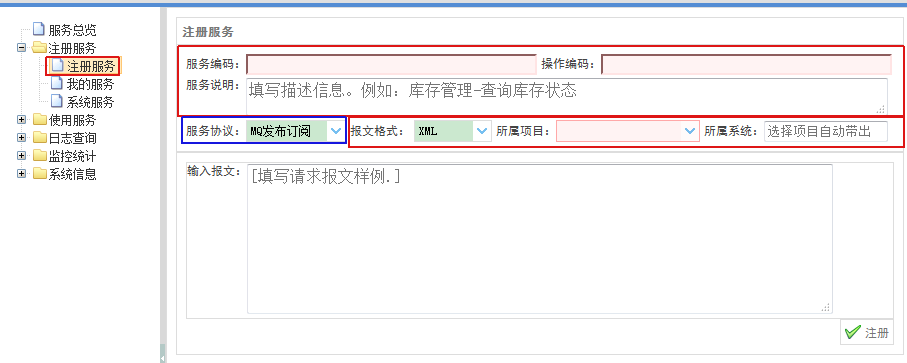 服务总览
注册服务
注册服务
我的服务
系统服务
使用服务
日志查询
监控统计
系统信息
注册服务
服务编码： 操作编码：
服务说明： 填写描述信息。例如: 库存管理-查询库存状态
服务协议： MQ发布订阅 报文格式： XML 所属项目： 所属系统： 选择项目自动带出
输入报文： [填写请求报文样例.]
注册